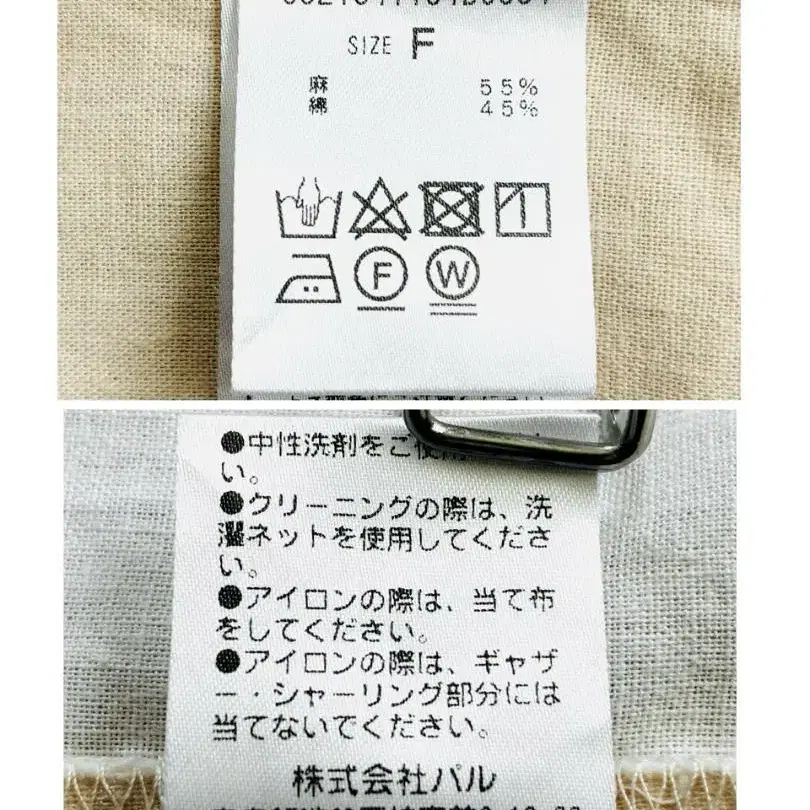 SIZE F
麻 55%
綿 45%
F W
●中性洗剤をご使用
い。
●クリーニングの際は、洗
濯ネットを使用してくださ
い。
●アイロンの際は、当て布
をしてください。
●アイロンの際は、ギャザ
ー・シャーリング部分には
当てないでください。
株式会社パル